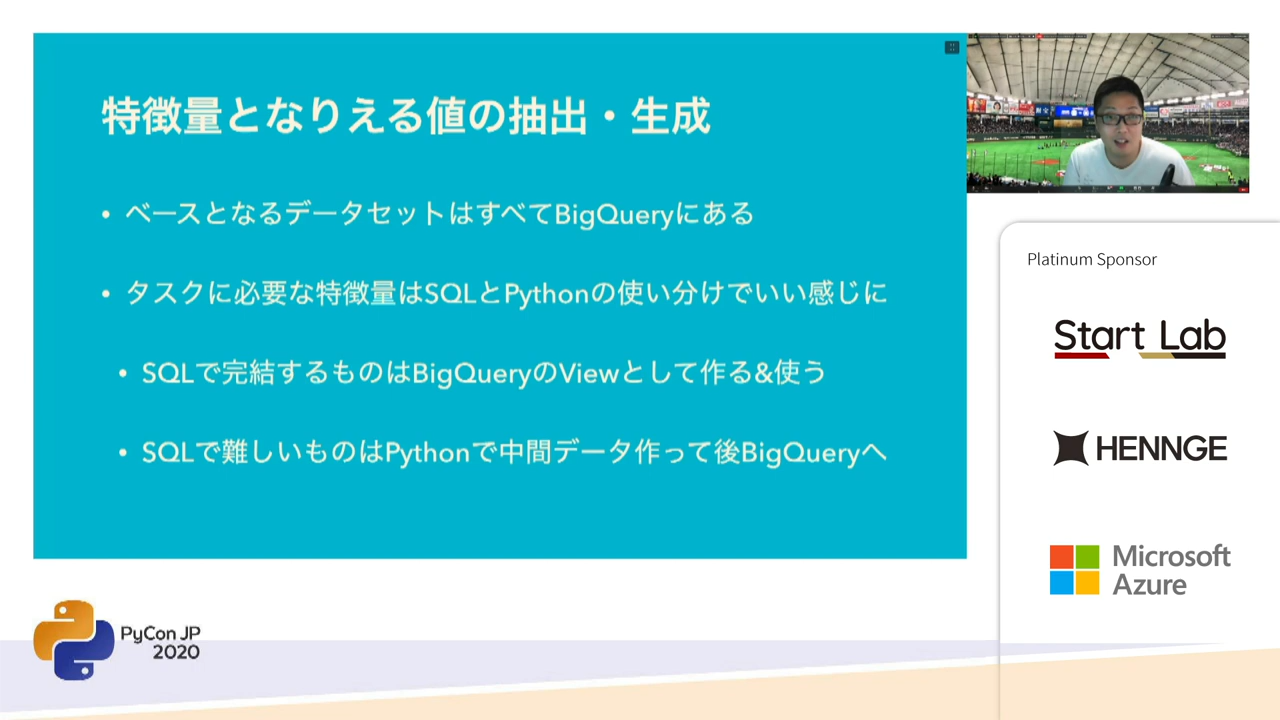 特徴量となりえる値の抽出・生成
• ベースとなるデータセットはすべてBigQueryにある
• タスクに必要な特徴量はSQLとPythonの使い分けでいい感じに
• SQLで完結するものはBigQueryのViewとして作る&使う
• SQLで難しいものはPythonで中間データ作って後BigQueryへ
Platinum Sponsor
Start Lab
HENNGE
Microsoft
Azure
PyCon JP
2020